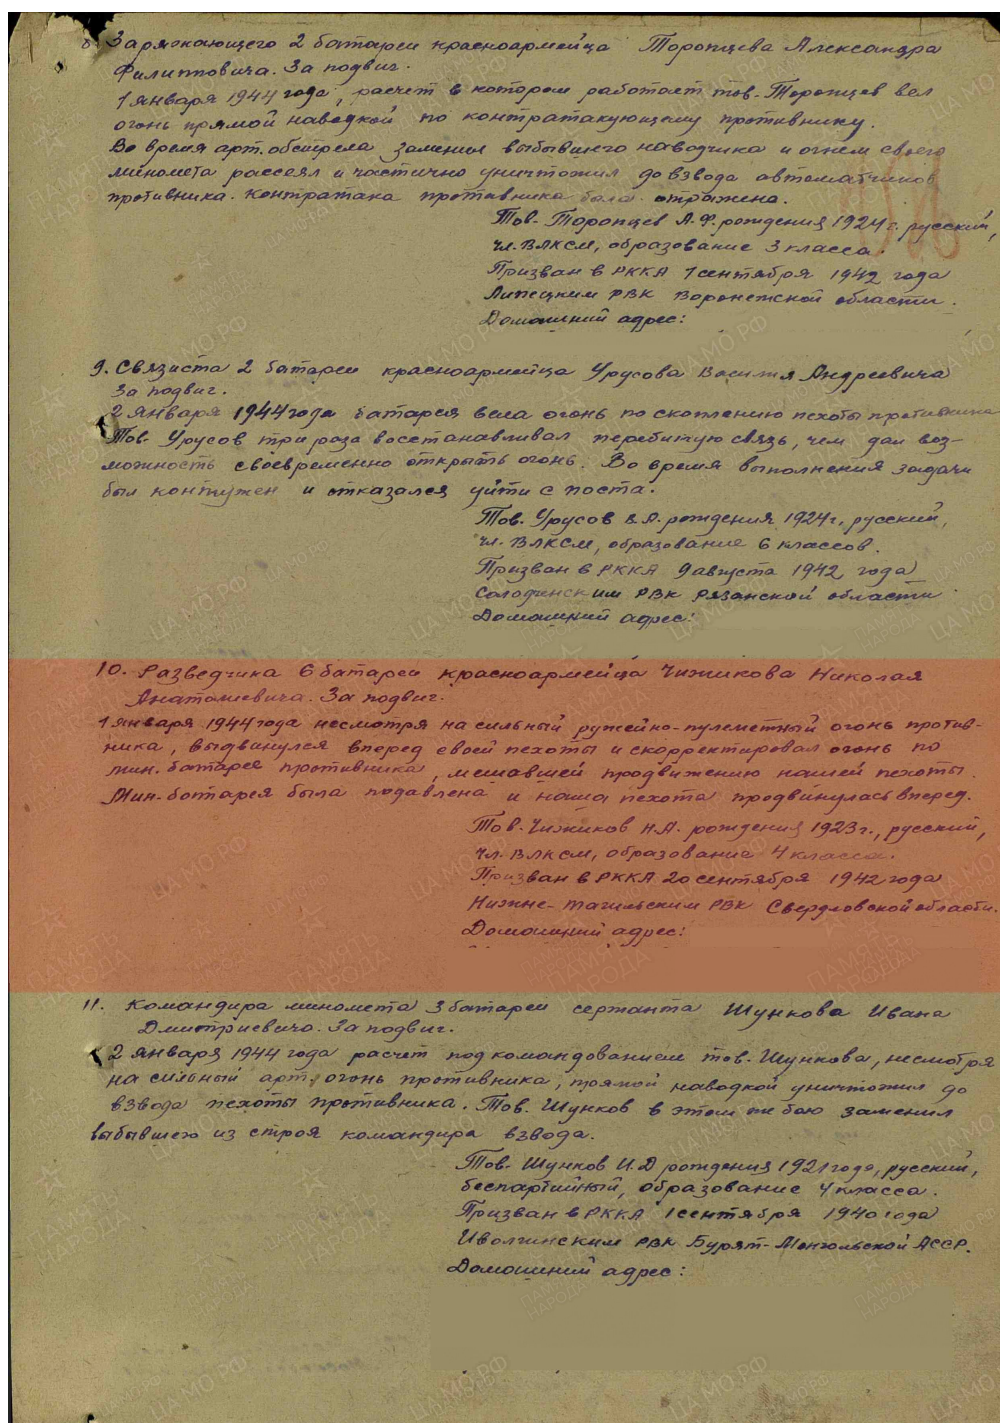 8. Заряжающего 2 батареи красноармейца Торопцева Александра
Филипповича. За подвиг.
1 января 1944 года, расчет в котором работает тов. Торопцев вел
огонь прямой наводкой по контратакующему противнику.
Во время арт.обстрела заменил выбывшего наводчика и огнем своего
миномета рассеял и частично уничтожил до взвода автоматчиков
противника. Контратака противника была отражена.
Тов. Торопцев А.Ф. рождения 1924 г. русский,
чл. ВЛКСМ, образование 3 класса.
Призван в РККА 1 сентября 1942 года
Липецким РВК Воронежской области.
Домашний адрес:
9. Связиста 2 батареи красноармейца Урусова Василия Андреевича
За подвиг.
2 января 1944 года батарея вела огонь по скоплению пехоты противника
Тов. Урусов три раза восстанавливал перебитую связь, чем дал воз-
можность своевременно открыть огонь. Во время выполнения задачи
был контужен и отказался уйти с поста.
Тов. Урусов В.А. рождения 1924 г., русский,
чл. ВЛКСМ, образование 6 классов.
Призван в РККА 9 августа 1942 года
Солодчинским РВК Рязанской области.
Домашний адрес:
10. Разведчика 6 батареи красноармейца Чижикова Николая
За подвиг.
1 января 1944 года несмотря на сильный ружейно-пулеметный огонь против-
ника, выдвинулся вперед своей пехоты и скорректировал огонь по
мин. батарее противника, мешавшей продвижению нашей пехоты.
Мин. батарея была подавлена и наша пехота продвинулась вперед.
Тов. Чижиков Н.А. рождения 1923 г., русский,
чл. ВЛКСМ, образование 4 класса.
Призван в РККА 20 сентября 1942 года
Нижне-Тагильским РВК Свердловской области.
Домашний адрес:
11. Командира миномета 3 батареи сержанта Шункова Ивана
Дмитриевича. За подвиг.
2 января 1944 года расчет под командованием тов. Шункова, несмотря
на сильный арт. огонь противника, прямой наводкой уничтожил до
взвода пехоты противника. Тов. Шунков в этом же бою заменил
выбывшего из строя командира взвода.
Тов. Шунков И.Д рождения 1921 года, русский,
беспартийный, образование 4 класса.
Призван в РККА 1 сентября 1940 года
Иволгинским РВК Бурят-Монгольской АССР.
Домашний адрес: